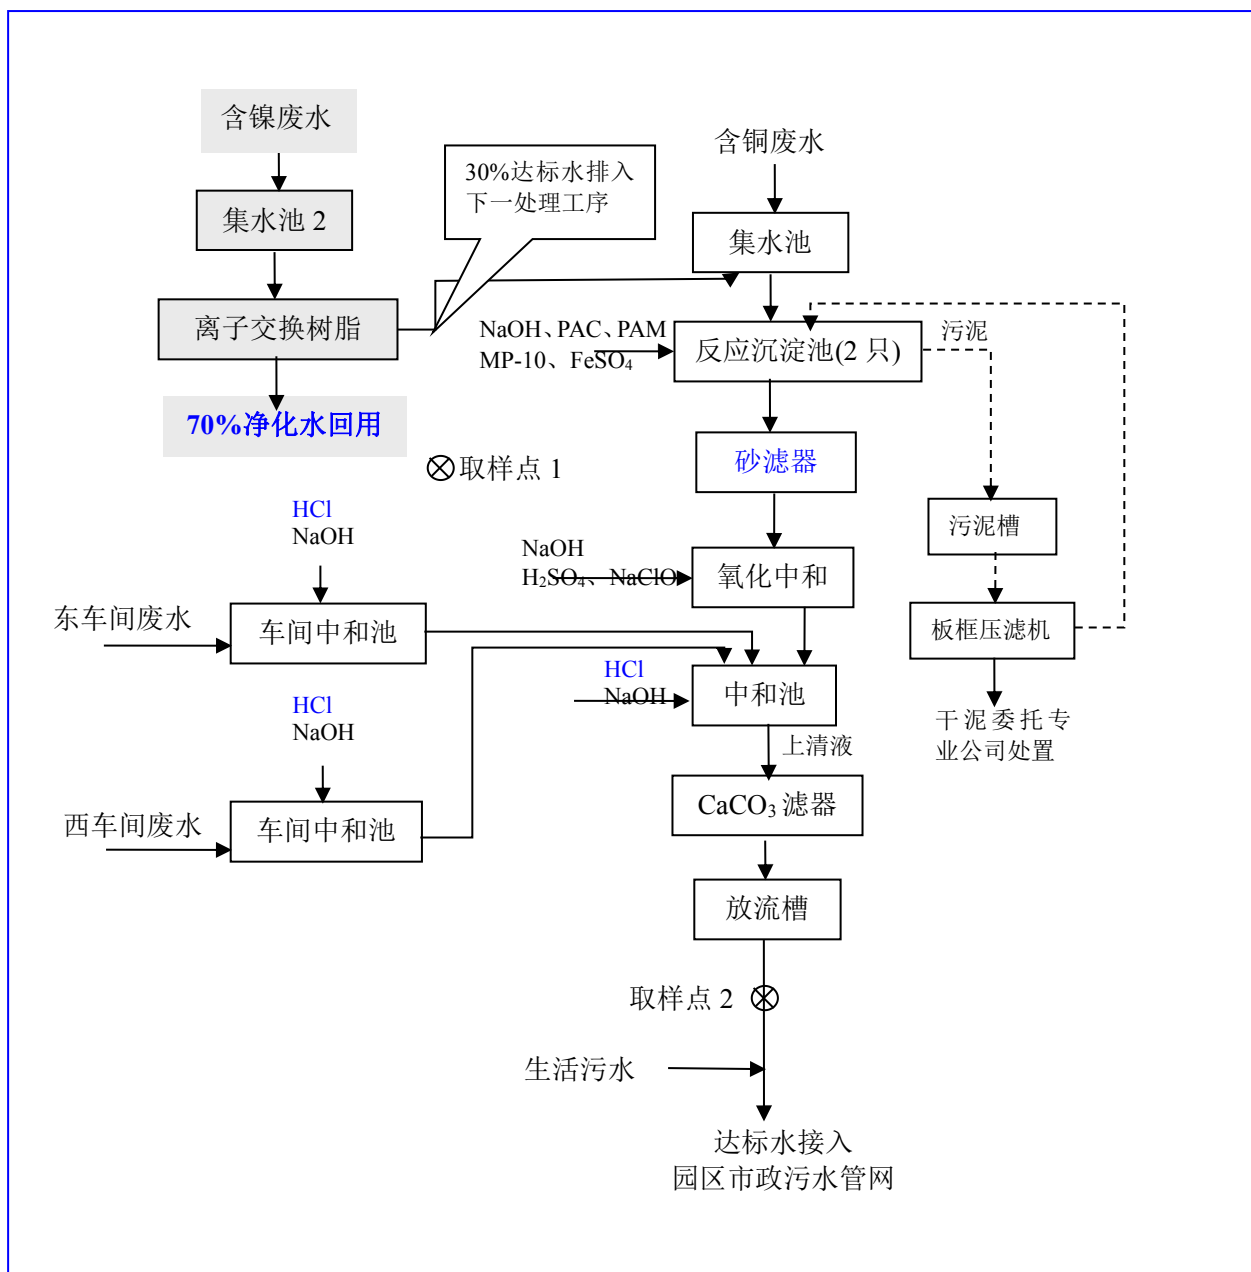 含镍废水
含铜废水
30%达标水排入
下一处理工序
集水池 2
集水池
离子交换树脂
NaOH、PAC、PAM
MP-10、FeSO₄
反应沉淀池(2 只)
污泥
70%净化水回用
取样点 1
砂滤器
HCl
NaOH
污泥槽
NaOH
H₂SO₄、NaClO
氧化中和
东车间废水
车间中和池
板框压滤机
HCl
NaOH
中和池
HCl
NaOH
干泥委托专
业公司处置
上清液
西车间废水
车间中和池
CaCO₃ 滤器
放流槽
取样点 2
生活污水
达标水接入
园区市政污水管网